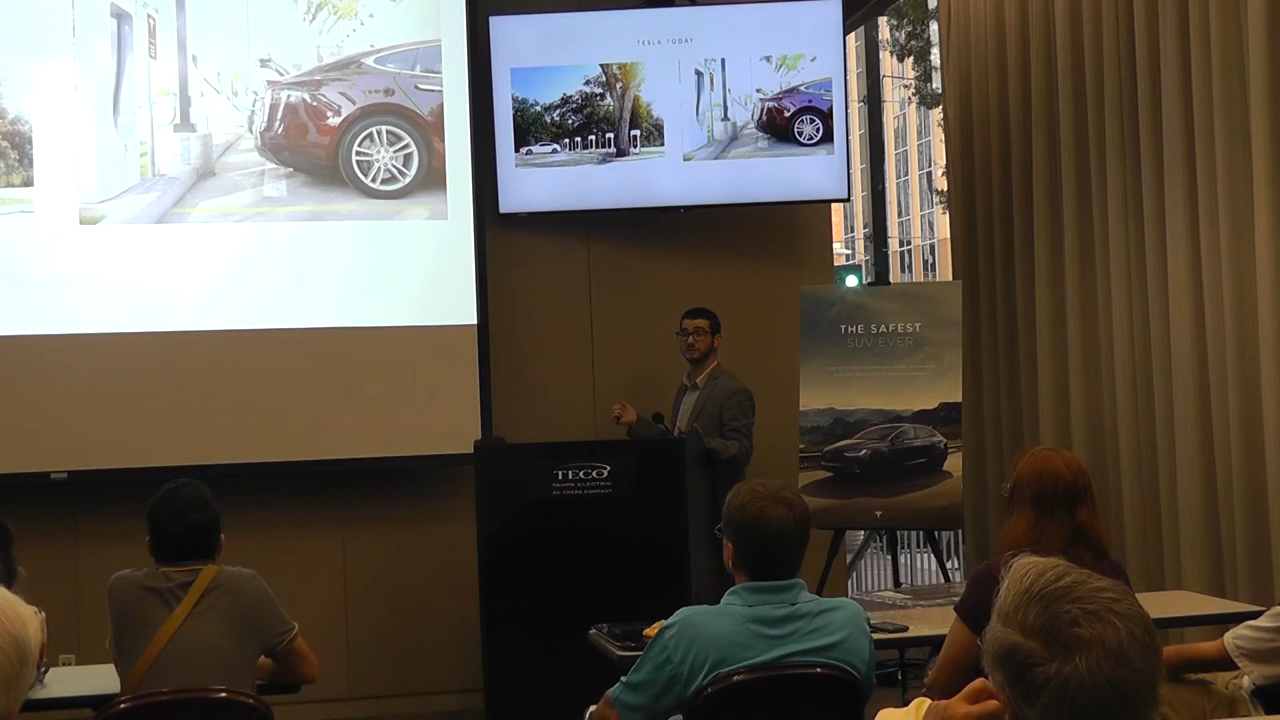 TESLA TODAY
THE SAFEST
SUV EVER
TECO
TAMPA ELECTRIC
AN EMERA COMPANY